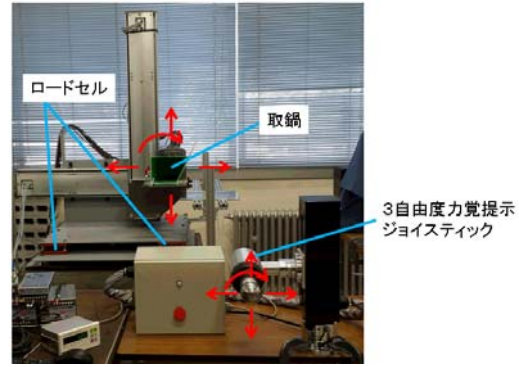 ロードセル
取鍋
3自由度力覚提示
ジョイスティック